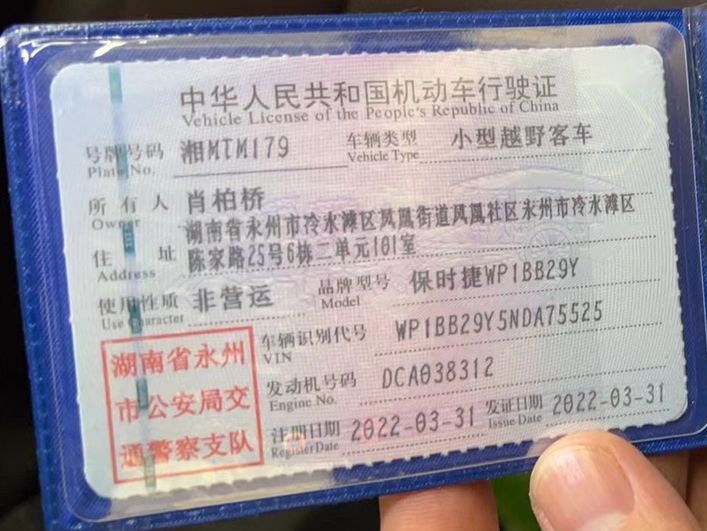 中华人民共和国机动车行驶证
Vehicle License of the People's Republic of China
号牌号码 湘MTM179 车辆类型 小型越野客车
Plate No. Vehicle Type
所有人 肖柏桥
Owner
湖南省永州市冷水滩区凤凰街道凤凰社区永州市冷水滩区
住址 陈家路25号6栋二单元101室
Address
使用性质 非营运 品牌型号 保时捷WP1BB29Y
Use Character Model
湖南省永州
市公安局交
通警察支队
车辆识别代号 WP1BB29Y5NDA75525
VIN
发动机号码 DCA038312
Engine No.
注册日期 2022-03-31 发证日期 2022-03-31
Register Date Issue Date